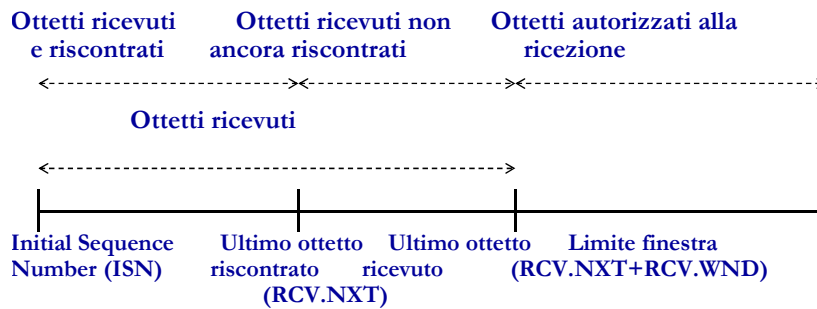 Ottetti ricevuti e riscontrati
Ottetti ricevuti non ancora riscontrati
Ottetti autorizzati alla ricezione
Ottetti ricevuti
Initial Sequence Number (ISN)
Ultimo ottetto riscontrato (RCV.NXT)
Ultimo ottetto ricevuto
Limite finestra (RCV.NXT+RCV.WND)